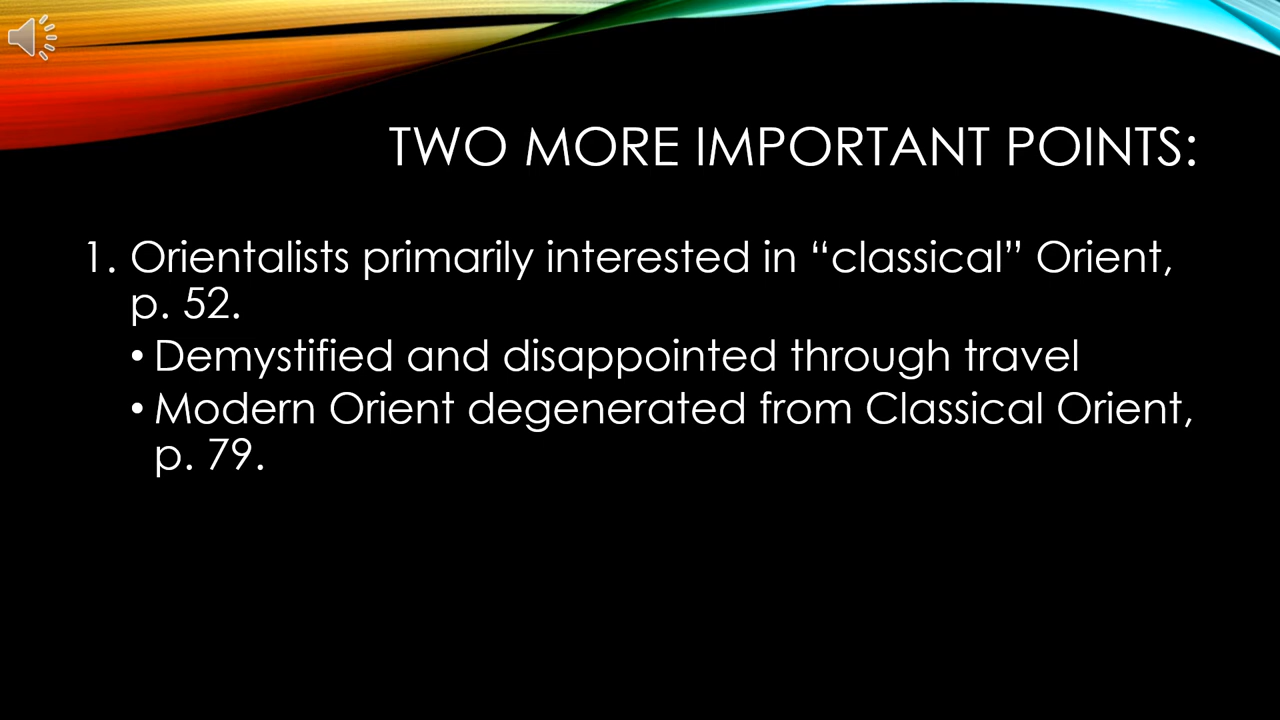 TWO MORE IMPORTANT POINTS:
1. Orientalists primarily interested in “classical” Orient,
p. 52.
• Demystified and disappointed through travel
• Modern Orient degenerated from Classical Orient,
p. 79.